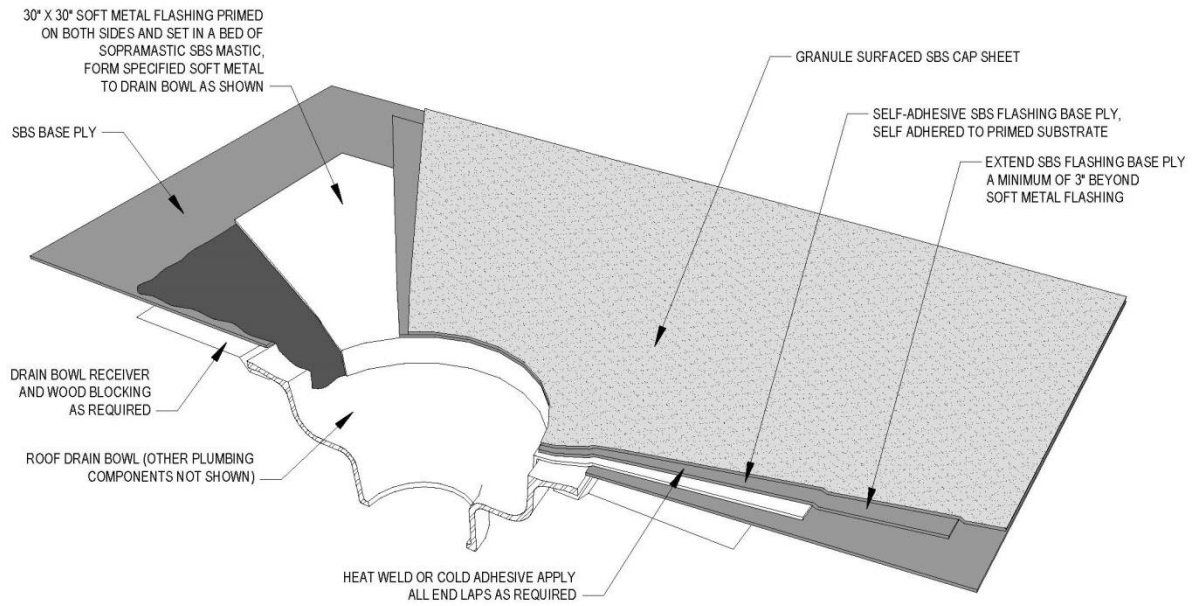 30" X 30" SOFT METAL FLASHING PRIMED
ON BOTH SIDES AND SET IN A BED OF
SOPRAMASTIC SBS MASTIC,
FORM SPECIFIED SOFT METAL
TO DRAIN BOWL AS SHOWN
SBS BASE PLY
DRAIN BOWL RECEIVER
AND WOOD BLOCKING
AS REQUIRED
ROOF DRAIN BOWL (OTHER PLUMBING
COMPONENTS NOT SHOWN)
HEAT WELD OR COLD ADHESIVE APPLY
ALL END LAPS AS REQUIRED
GRANULE SURFACED SBS CAP SHEET
SELF-ADHESIVE SBS FLASHING BASE PLY,
SELF ADHERED TO PRIMED SUBSTRATE
EXTEND SBS FLASHING BASE PLY
A MINIMUM OF 3" BEYOND
SOFT METAL FLASHING